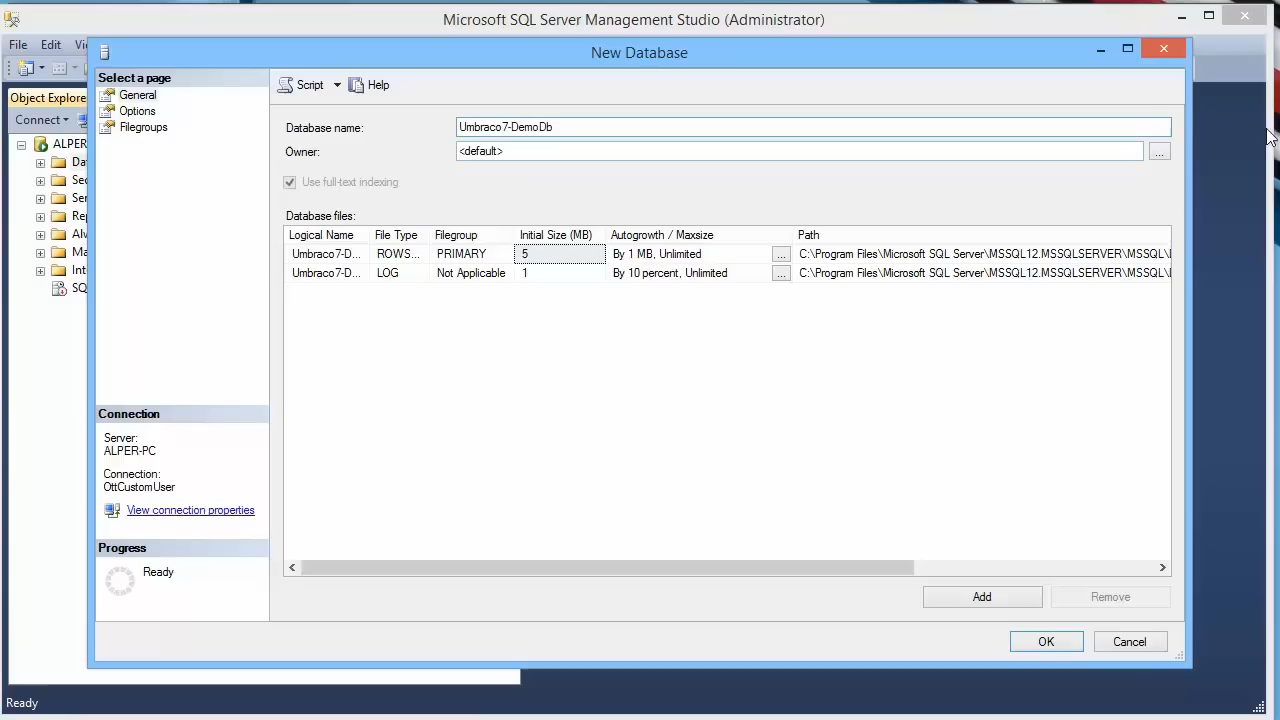 Microsoft SQL Server Management Studio (Administrator)
File Edit Vi
New Database
Object Explore
Connect
ALPER
Da
Sec
Ser
Rep
Alw
Ma
Int
SQ
Select a page
General
Options
Filegroups
Script Help
Database name: Umbraco7-DemoDb
Owner: <default> ...
Use full-text indexing
Database files:
Logical Name File Type Filegroup Initial Size (MB) Autogrowth / Maxsize Path
Umbraco7-D... ROWS... PRIMARY 5 By 1 MB, Unlimited ... C:\Program Files\Microsoft SQL Server\MSSQL12.MSSQLSERVER\MSSQL\
Umbraco7-D... LOG Not Applicable 1 By 10 percent, Unlimited ... C:\Program Files\Microsoft SQL Server\MSSQL12.MSSQLSERVER\MSSQL\
Connection
Server:
ALPER-PC
Connection:
OttCustomUser
View connection properties
Progress
Ready
Add Remove
OK Cancel
Ready